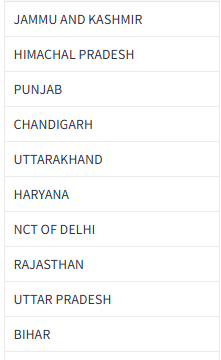 JAMMU AND KASHMIR
HIMACHAL PRADESH
PUNJAB
CHANDIGARH
UTTARAKHAND
HARYANA
NCT OF DELHI
RAJASTHAN
UTTAR PRADESH
BIHAR